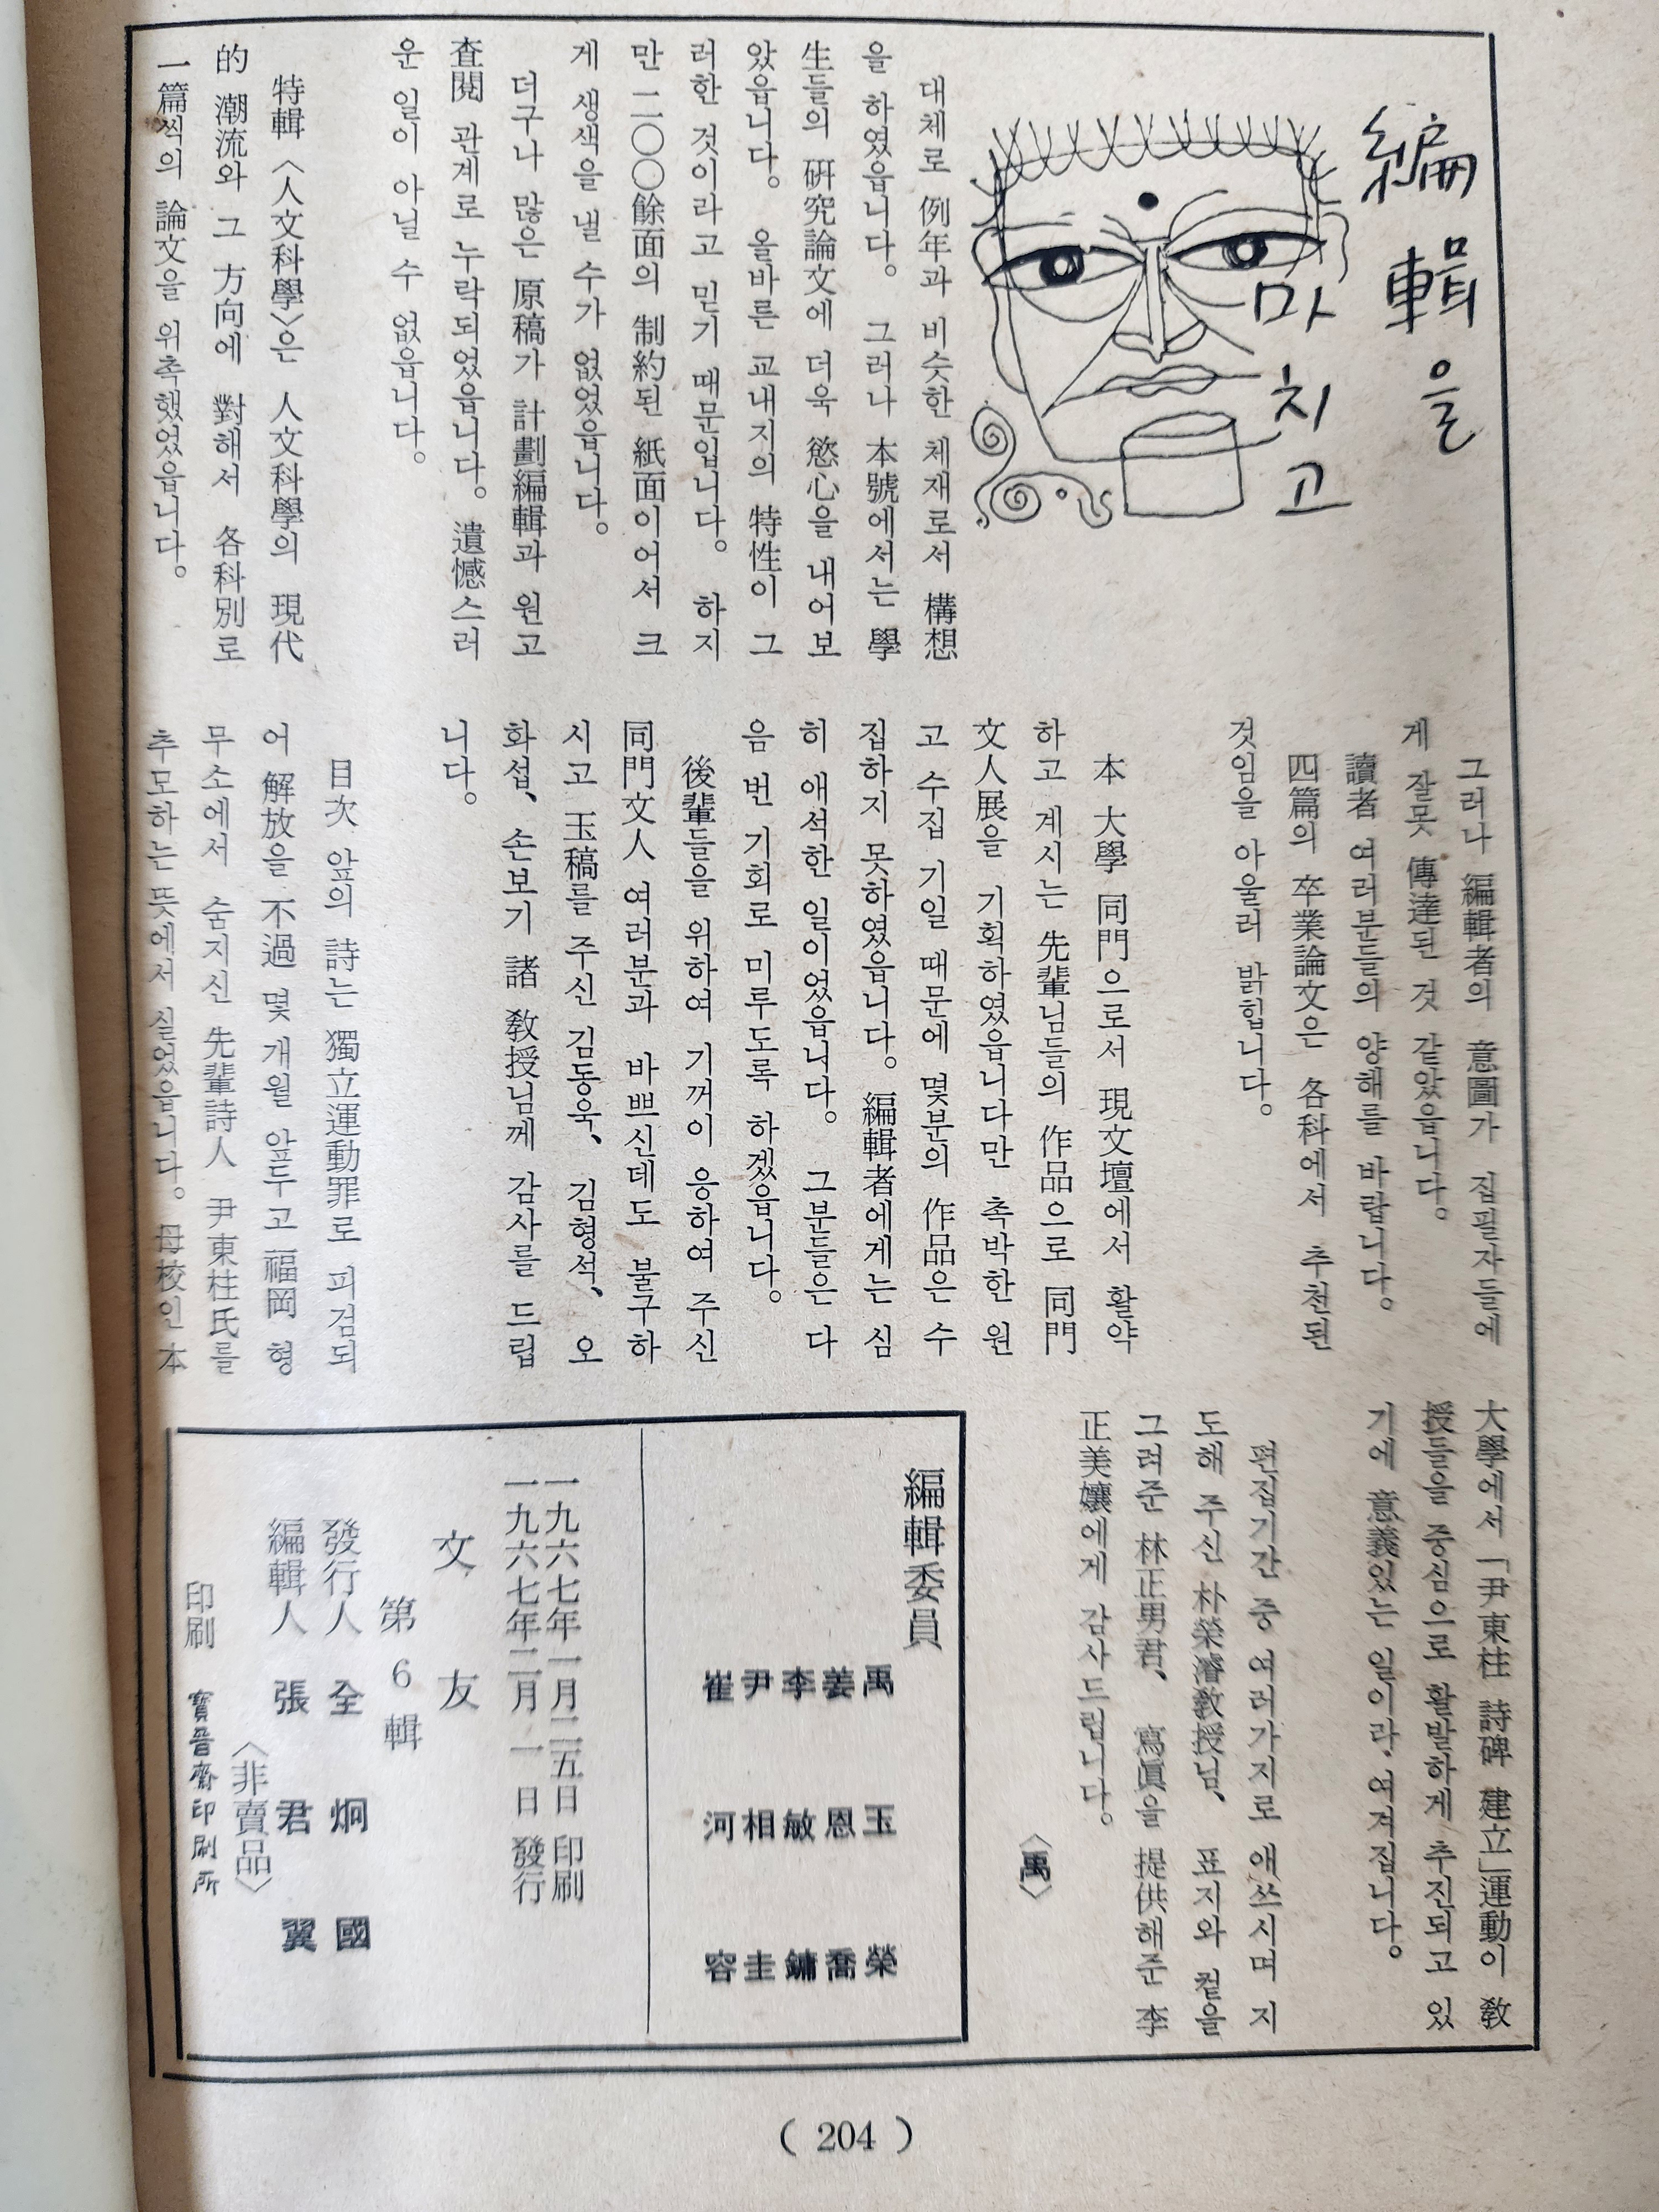 編輯을
마치고
대체로 例年과 비슷한 체재로서 構想
을 하였읍니다. 그러나 本號에서는 學
生들의 硏究論文에 더욱 慾心을 내어보
았읍니다. 올바른 교내지의 特性이 그
러한 것이라고 믿기 때문입니다. 하지
만 二〇〇餘面의 制約된 紙面이어서 크
게 생색을 낼 수가 없었읍니다.
더구나 많은 原稿가 計劃編輯과 원고
査閱 관계로 누락되었읍니다. 遺憾스러
운 일이 아닐 수 없읍니다.
特輯〈人文科學〉은 人文科學의 現代
的 潮流와 그 方向에 對해서 各科別로
一篇씩의 論文을 위촉했었읍니다.
그러나 編輯者의 意圖가 집필자들에
게 잘못 傳達된 것 같았읍니다.
讀者 여러분들의 양해를 바랍니다.
四篇의 卒業論文은 各科에서 추천된
것임을 아울러 밝힙니다.
本 大學 同門으로서 現文壇에서 활약
하고 계시는 先輩님들의 作品으로 同門
文人展을 기획하였읍니다만 촉박한 원
고 수집 기일 때문에 몇분의 作品은 수
집하지 못하였읍니다. 編輯者에게는 심
히 애석한 일이었읍니다. 그분들은 다
음 번 기회로 미루도록 하겠읍니다.
後輩들을 위하여 기꺼이 응하여 주신
同門文人 여러분과 바쁘신데도 불구하
시고 玉稿를 주신 김동욱、김형석、오
화섭、손보기 諸 敎授님께 감사를 드립
니다.
目次 앞의 詩는 獨立運動罪로 피검되
어 解放을 不過 몇 개월 앞두고 福岡 형
무소에서 숨지신 先輩詩人 尹東柱氏를
추모하는 뜻에서 실었읍니다. 母校인 本
大學에서 「尹東柱 詩碑 建立」運動이 敎
授들을 중심으로 활발하게 추진되고 있
기에 意義있는 일이라 여겨집니다.
편집기간 중 여러가지로 애쓰시며 지
도해 주신 朴榮濬敎授님、표지와 컽을
그려준 林正男君、寫眞을 提供해준 李
正美孃에게 감사드립니다.
〈禹〉
編輯委員
禹玉榮
姜恩喬
李敏鏞
尹相圭
崔河容
一九六七年一月二五日 印刷
一九六七年二月一日 發行
文友
第6輯
發行人 全炯國
編輯人 張君翼
〈非賣品〉
印刷 寶晉齋印刷所
( 204 )